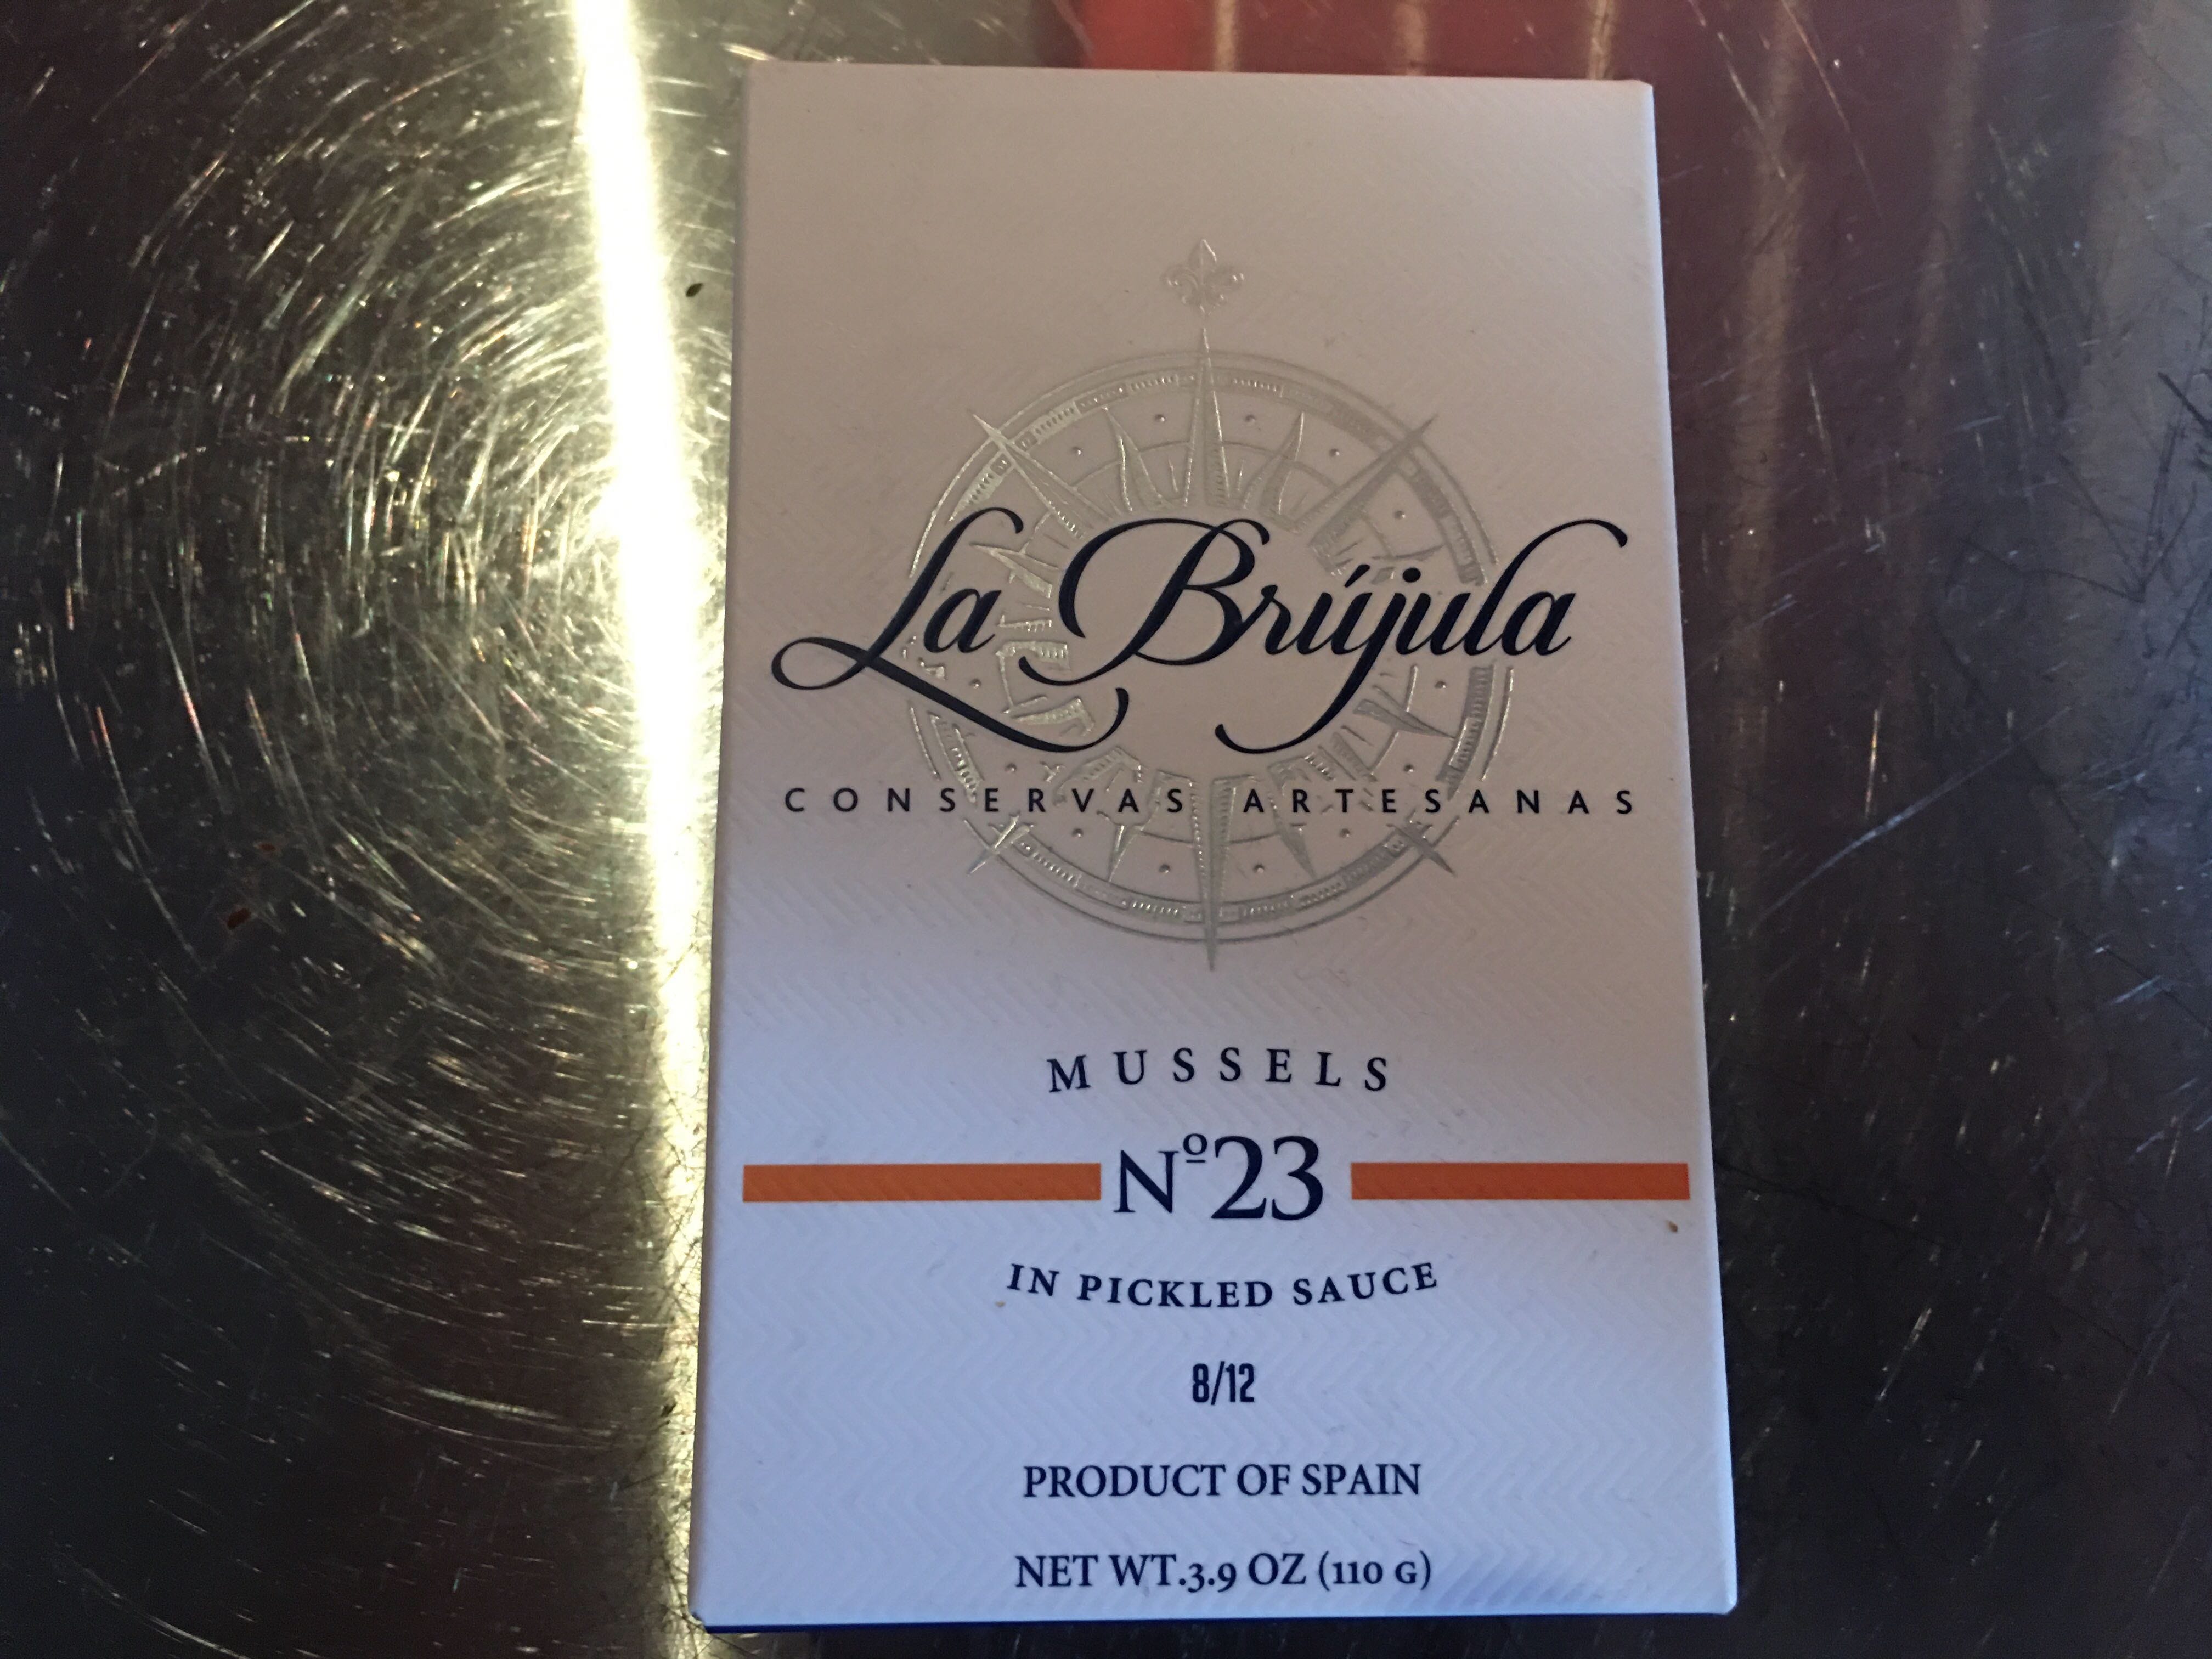 La Brújula
CONSERVAS ARTESANAS
MUSSELS
Nº23
IN PICKLED SAUCE
8/12
PRODUCT OF SPAIN
NET WT.3.9 OZ (110 G)